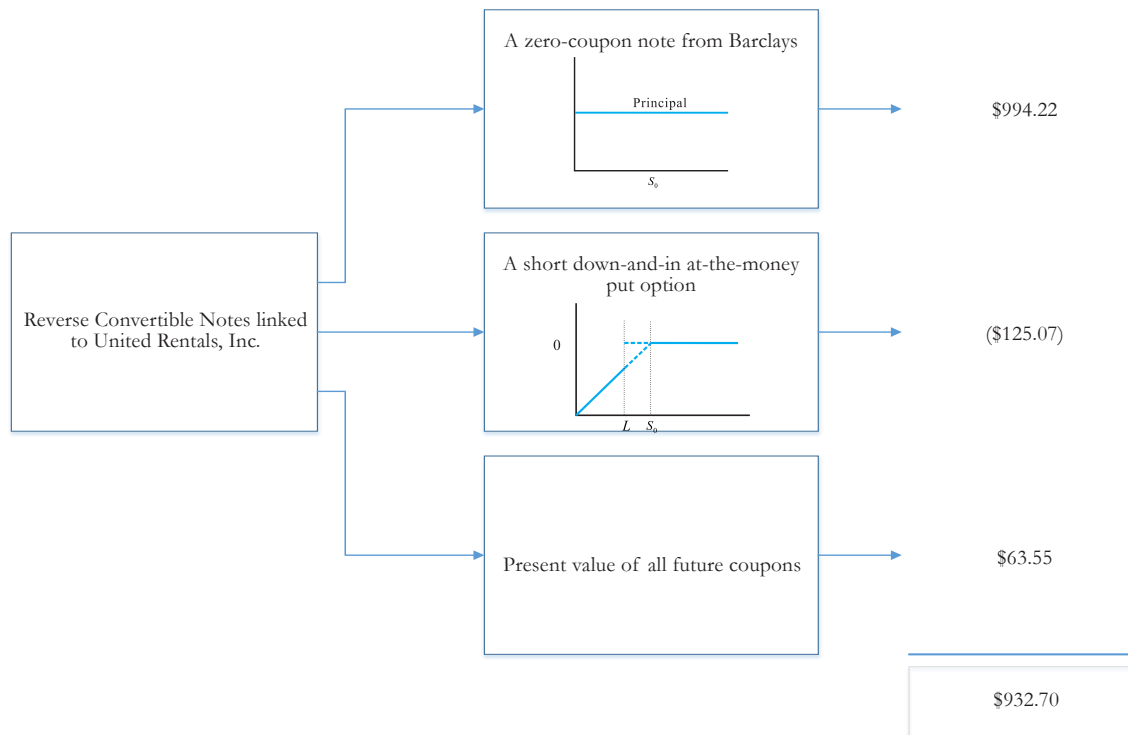 A zero-coupon note from Barclays
Principal
S₀
$994.22
Reverse Convertible Notes linked
to United Rentals, Inc.
A short down-and-in at-the-money
put option
0
L
S₀
($125.07)
Present value of all future coupons
$63.55
$932.70